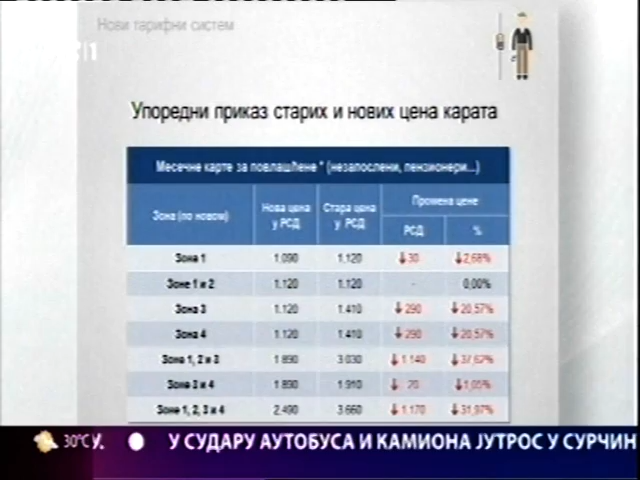 Нови тарифни систем
Упоредни приказ старих и нових цена карата
Месечне карте за повлашћене * (незапослени, пензионери...)
Зона (по новом) Нова цена у РСД Стара цена у РСД Промена цене
РСД %
Зона 1 1.090 1.120 30 2,68%
Зоне 1 и 2 1.120 1.120 - 0,00%
Зона 3 1.120 1.410 290 20,57%
Зона 4 1.120 1.410 290 20,57%
Зона 1, 2 и 3 1 890 3 030 1 140 37,62%
Зоне 3 и 4 1 890 1 910 20 1,05%
Зоне 1, 2, 3 и 4 2.490 3.660 1.170 31,97%
30°C У СУДАРУ АУТОБУСА И КАМИОНА ЈУТРОС У СУРЧИН